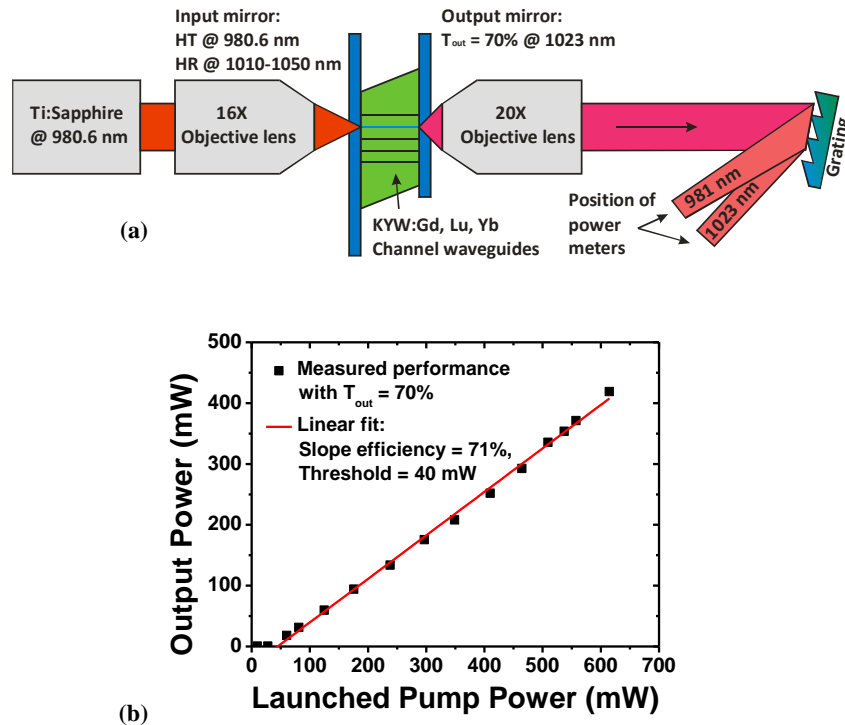 Input mirror:
HT @ 980.6 nm
HR @ 1010-1050 nm
Output mirror:
Tout = 70% @ 1023 nm
Ti:Sapphire
@ 980.6 nm
16X
Objective lens
20X
Objective lens
Grating
981 nm
1023 nm
Position of
power
meters
KYW:Gd, Lu, Yb
Channel waveguides
(a)
500
400
300
200
100
0
Output Power (mW)
Measured performance
with Tout = 70%
Linear fit:
Slope efficiency = 71%,
Threshold = 40 mW
0 100 200 300 400 500 600 700
Launched Pump Power (mW)
(b)